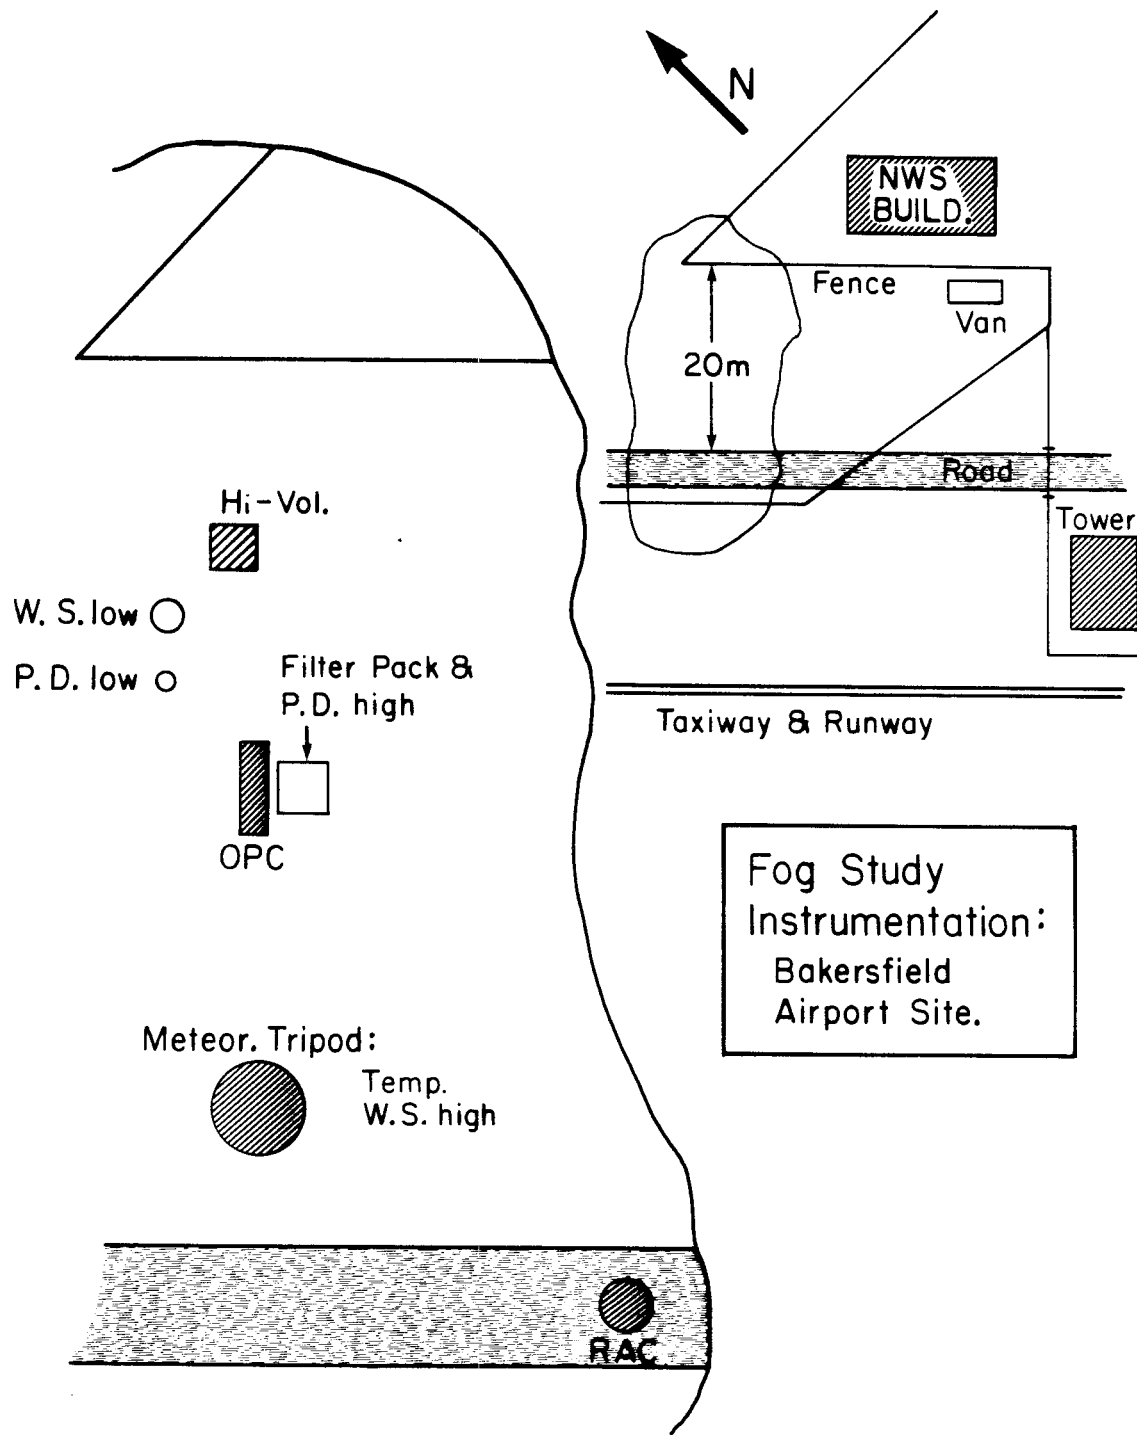 N
NWS
BUILD.
Fence
Van
20m
Road
Hi-Vol.
Tower
W. S. low
P. D. low
Filter Pack &
P. D. high
Taxiway & Runway
OPC
Fog Study
Instrumentation:
Bakersfield
Airport Site.
Meteor. Tripod:
Temp.
W. S. high
RAC